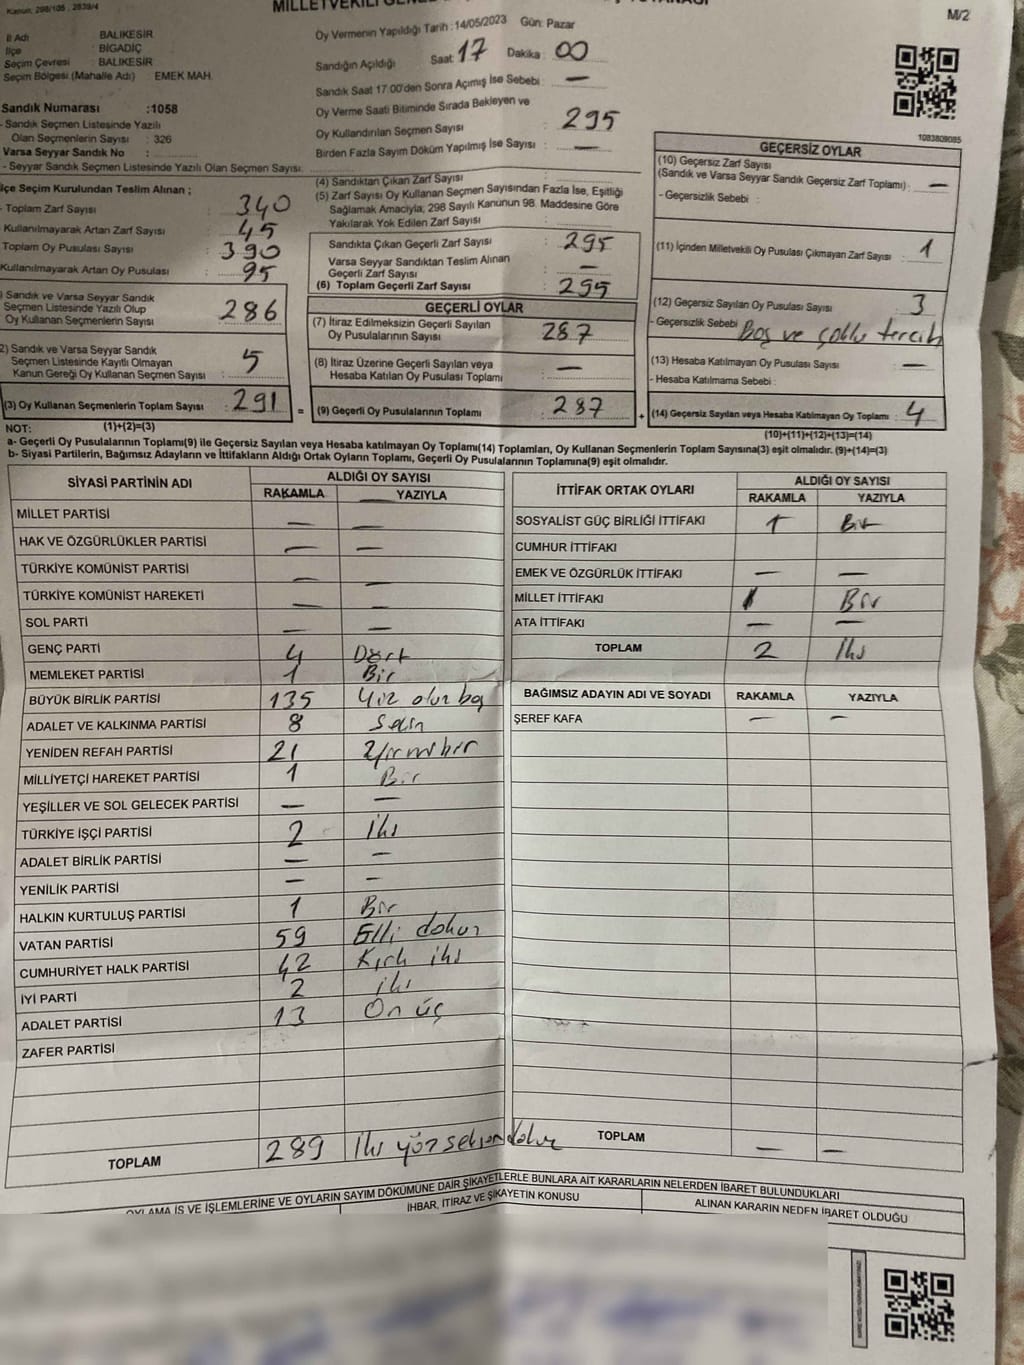 Kanun, 298/105 , 2839/4
M/2
İl Adı : BALIKESİR
İlçe : BİGADİÇ
Seçim Çevresi : BALIKESİR
Seçim Bölgesi (Mahalle Adı) : EMEK MAH.
Sandık Numarası :1058
- Sandık Seçmen Listesinde Yazılı
Olan Seçmenlerin Sayısı : 326
Varsa Seyyar Sandık No :
- Seyyar Sandık Seçmen Listesinde Yazılı Olan Seçmen Sayısı:
Oy Vermenin Yapıldığı Tarih : 14/05/2023 Gün: Pazar
Sandığın Açıldığı Saat: 17 Dakika : 00
Sandık Saat 17.00'den Sonra Açımış İse Sebebi : —
Oy Verme Saati Bitiminde Sırada Bekleyen ve
Oy Kullandırılan Seçmen Sayısı : 295
Birden Fazla Sayım Döküm Yapılmış İse Sayısı : —
1083809085
İlçe Seçim Kurulundan Teslim Alınan ;
- Toplam Zarf Sayısı : 340
Kullanılmayarak Artan Zarf Sayısı : 45
Toplam Oy Pusulası Sayısı : 390
Kullanılmayarak Artan Oy Pusulası : 95
) Sandık ve Varsa Seyyar Sandık
Seçmen Listesinde Yazılı Olup
Oy Kullanan Seçmenlerin Sayısı : 286
2) Sandık ve Varsa Seyyar Sandık
Seçmen Listesinde Kayıtlı Olmayan
Kanun Gereği Oy Kullanan Seçmen Sayısı : 5
(3) Oy Kullanan Seçmenlerin Toplam Sayısı : 291 =
NOT: (1)+(2)=(3)
(4) Sandıktan Çıkan Zarf Sayısı :
(5) Zarf Sayısı Oy Kullanan Seçmen Sayısından Fazla İse, Eşitliği
Sağlamak Amacıyla, 298 Sayılı Kanunun 98. Maddesine Göre
Yakılarak Yok Edilen Zarf Sayısı :
Sandıkta Çıkan Geçerli Zarf Sayısı : 295
Varsa Seyyar Sandıktan Teslim Alınan
Geçerli Zarf Sayısı : —
(6) Toplam Geçerli Zarf Sayısı : 295
GEÇERLİ OYLAR
(7) İtiraz Edilmeksizin Geçerli Sayılan
Oy Pusulalarının Sayısı : 287
(8) İtiraz Üzerine Geçerli Sayılan veya
Hesaba Katılan Oy Pusulası Toplamı : —
(9) Geçerli Oy Pusulalarının Toplamı : 287 +
GEÇERSİZ OYLAR
(10) Geçersiz Zarf Sayısı
(Sandık ve Varsa Seyyar Sandık Geçersiz Zarf Toplamı) : —
- Geçersizlik Sebebi :
(11) İçinden Milletvekili Oy Pusulası Çıkmayan Zarf Sayısı : 1
(12) Geçersiz Sayılan Oy Pusulası Sayısı : 3
- Geçersizlik Sebebi : Boş ve çoklu tercih
(13) Hesaba Katılmayan Oy Pusulası Sayısı : —
- Hesaba Katılmama Sebebi :
(14) Geçersiz Sayılan veya Hesaba Katılmayan Oy Pusulası Toplamı : 4
(10)+(11)+(12)+(13)=(14)
a- Geçerli Oy Pusulalarının Toplamı(9) ile Geçersiz Sayılan veya Hesaba katılmayan Oy Toplamı(14) Toplamları, Oy Kullanan Seçmenlerin Toplam Sayısına(3) eşit olmalıdır. (9)+(14)=(3)
b- Siyasi Partilerin, Bağımsız Adayların ve İttifakların Aldığı Ortak Oyların Toplamı, Geçerli Oy Pusulalarının Toplamına(9) eşit olmalıdır.
SİYASİ PARTİNİN ADI ALDIĞI OY SAYISI
RAKAMLA YAZIYLA
MİLLET PARTİSİ — —
HAK VE ÖZGÜRLÜKLER PARTİSİ — —
TÜRKİYE KOMÜNİST PARTİSİ — —
TÜRKİYE KOMÜNİST HAREKETİ — —
SOL PARTİ — —
GENÇ PARTİ 4 Dört
MEMLEKET PARTİSİ 1 Bir
BÜYÜK BİRLİK PARTİSİ 135 Yüz otuz beş
ADALET VE KALKINMA PARTİSİ 8 Sekiz
YENİDEN REFAH PARTİSİ 21 Yirmi bir
MİLLİYETÇİ HAREKET PARTİSİ 1 Bir
YEŞİLLER VE SOL GELECEK PARTİSİ — —
TÜRKİYE İŞÇİ PARTİSİ 2 iki
ADALET BİRLİK PARTİSİ — —
YENİLİK PARTİSİ — —
HALKIN KURTULUŞ PARTİSİ 1 Bir
VATAN PARTİSİ 59 Elli dokuz
CUMHURİYET HALK PARTİSİ 42 Kırk iki
İYİ PARTİ 2 iki
ADALET PARTİSİ 13 On üç
ZAFER PARTİSİ
TOPLAM 289 İki yüz seksen dokuz
İTTİFAK ORTAK OYLARI ALDIĞI OY SAYISI
RAKAMLA YAZIYLA
SOSYALİST GÜÇ BİRLİĞİ İTTİFAKI 1 Bir
CUMHUR İTTİFAKI
EMEK VE ÖZGÜRLÜK İTTİFAKI — —
MİLLET İTTİFAKI 1 Bir
ATA İTTİFAKI — —
TOPLAM 2 İki
BAĞIMSIZ ADAYIN ADI VE SOYADI RAKAMLA YAZIYLA
ŞEREF KAFA — —
TOPLAM — —
OYLAMA İŞ VE İŞLEMLERİNE VE OYLARIN SAYIM DÖKÜMÜNE DAİR ŞİKAYETLERLE BUNLARA AİT KARARLARIN NELERDEN İBARET BULUNDUKLARI
İHBAR, İTİRAZ VE ŞİKAYETİN KONUSU
ALINAN KARARIN NEDEN İBARET OLDUĞU